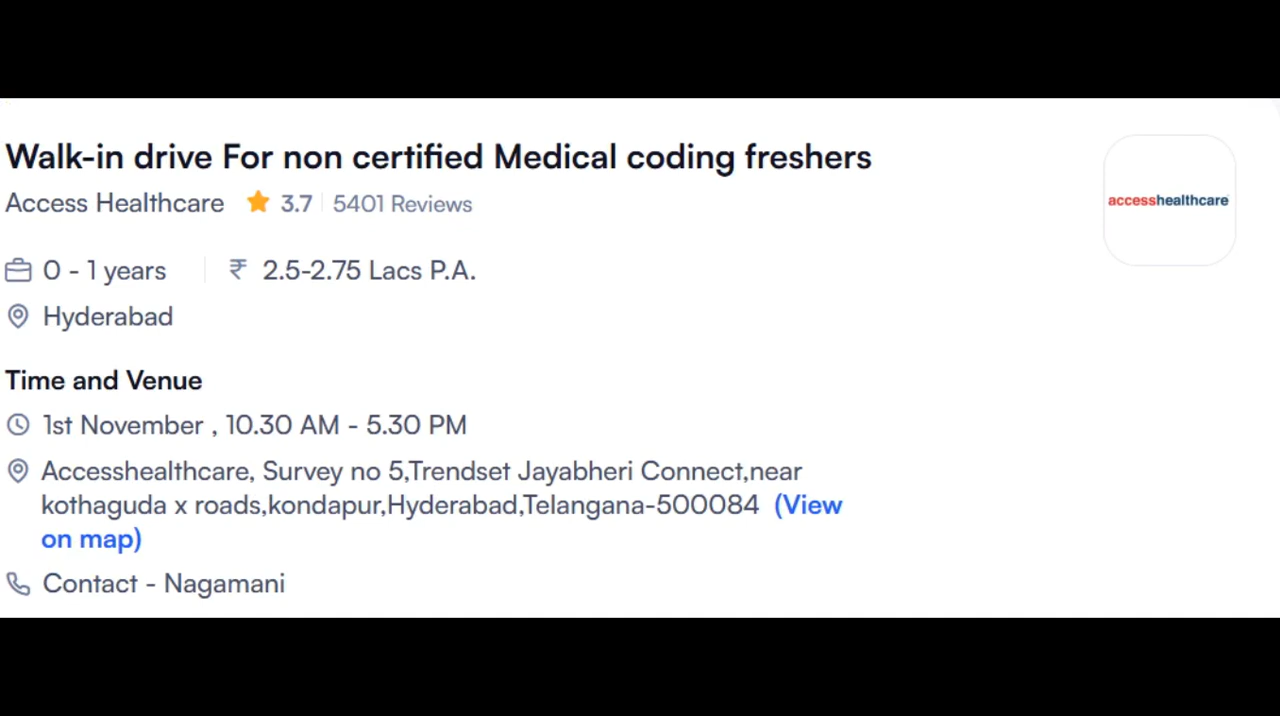 Walk-in drive For non certified Medical coding freshers
Access Healthcare 3.7 5401 Reviews
accesshealthcare
0 - 1 years ₹ 2.5-2.75 Lacs P.A.
Hyderabad
Time and Venue
1st November , 10.30 AM - 5.30 PM
Accesshealthcare, Survey no 5,Trendset Jayabheri Connect,near
kothaguda x roads,kondapur,Hyderabad,Telangana-500084 (View
on map)
Contact - Nagamani